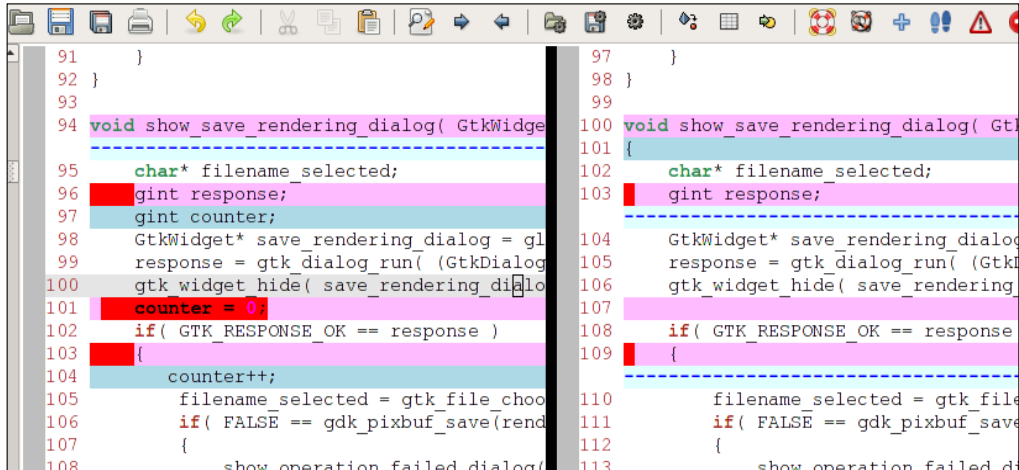 91 }
92 }
93
94 void show_save_rendering_dialog( GtkWidge
95 char* filename_selected;
96 gint response;
97 gint counter;
98 GtkWidget* save_rendering_dialog = gl
99 response = gtk_dialog_run( (GtkDialog
100 gtk_widget_hide( save_rendering_dialo
101 counter = 0;
102 if( GTK_RESPONSE_OK == response )
103 {
104 counter++;
105 filename_selected = gtk_file_choo
106 if( FALSE == gdk_pixbuf_save(rend
107 {
108 show_operation_failed_dialog(
97 }
98 }
99
100 void show_save_rendering_dialog( Gtk
101 {
102 char* filename_selected;
103 gint response;
104 GtkWidget* save_rendering_dialog
105 response = gtk_dialog_run( (GtkD
106 gtk_widget_hide( save_rendering_
107
108 if( GTK_RESPONSE_OK == response
109 {
110 filename_selected = gtk_file
111 if( FALSE == gdk_pixbuf_save
112 {
113 show_operation_failed_di